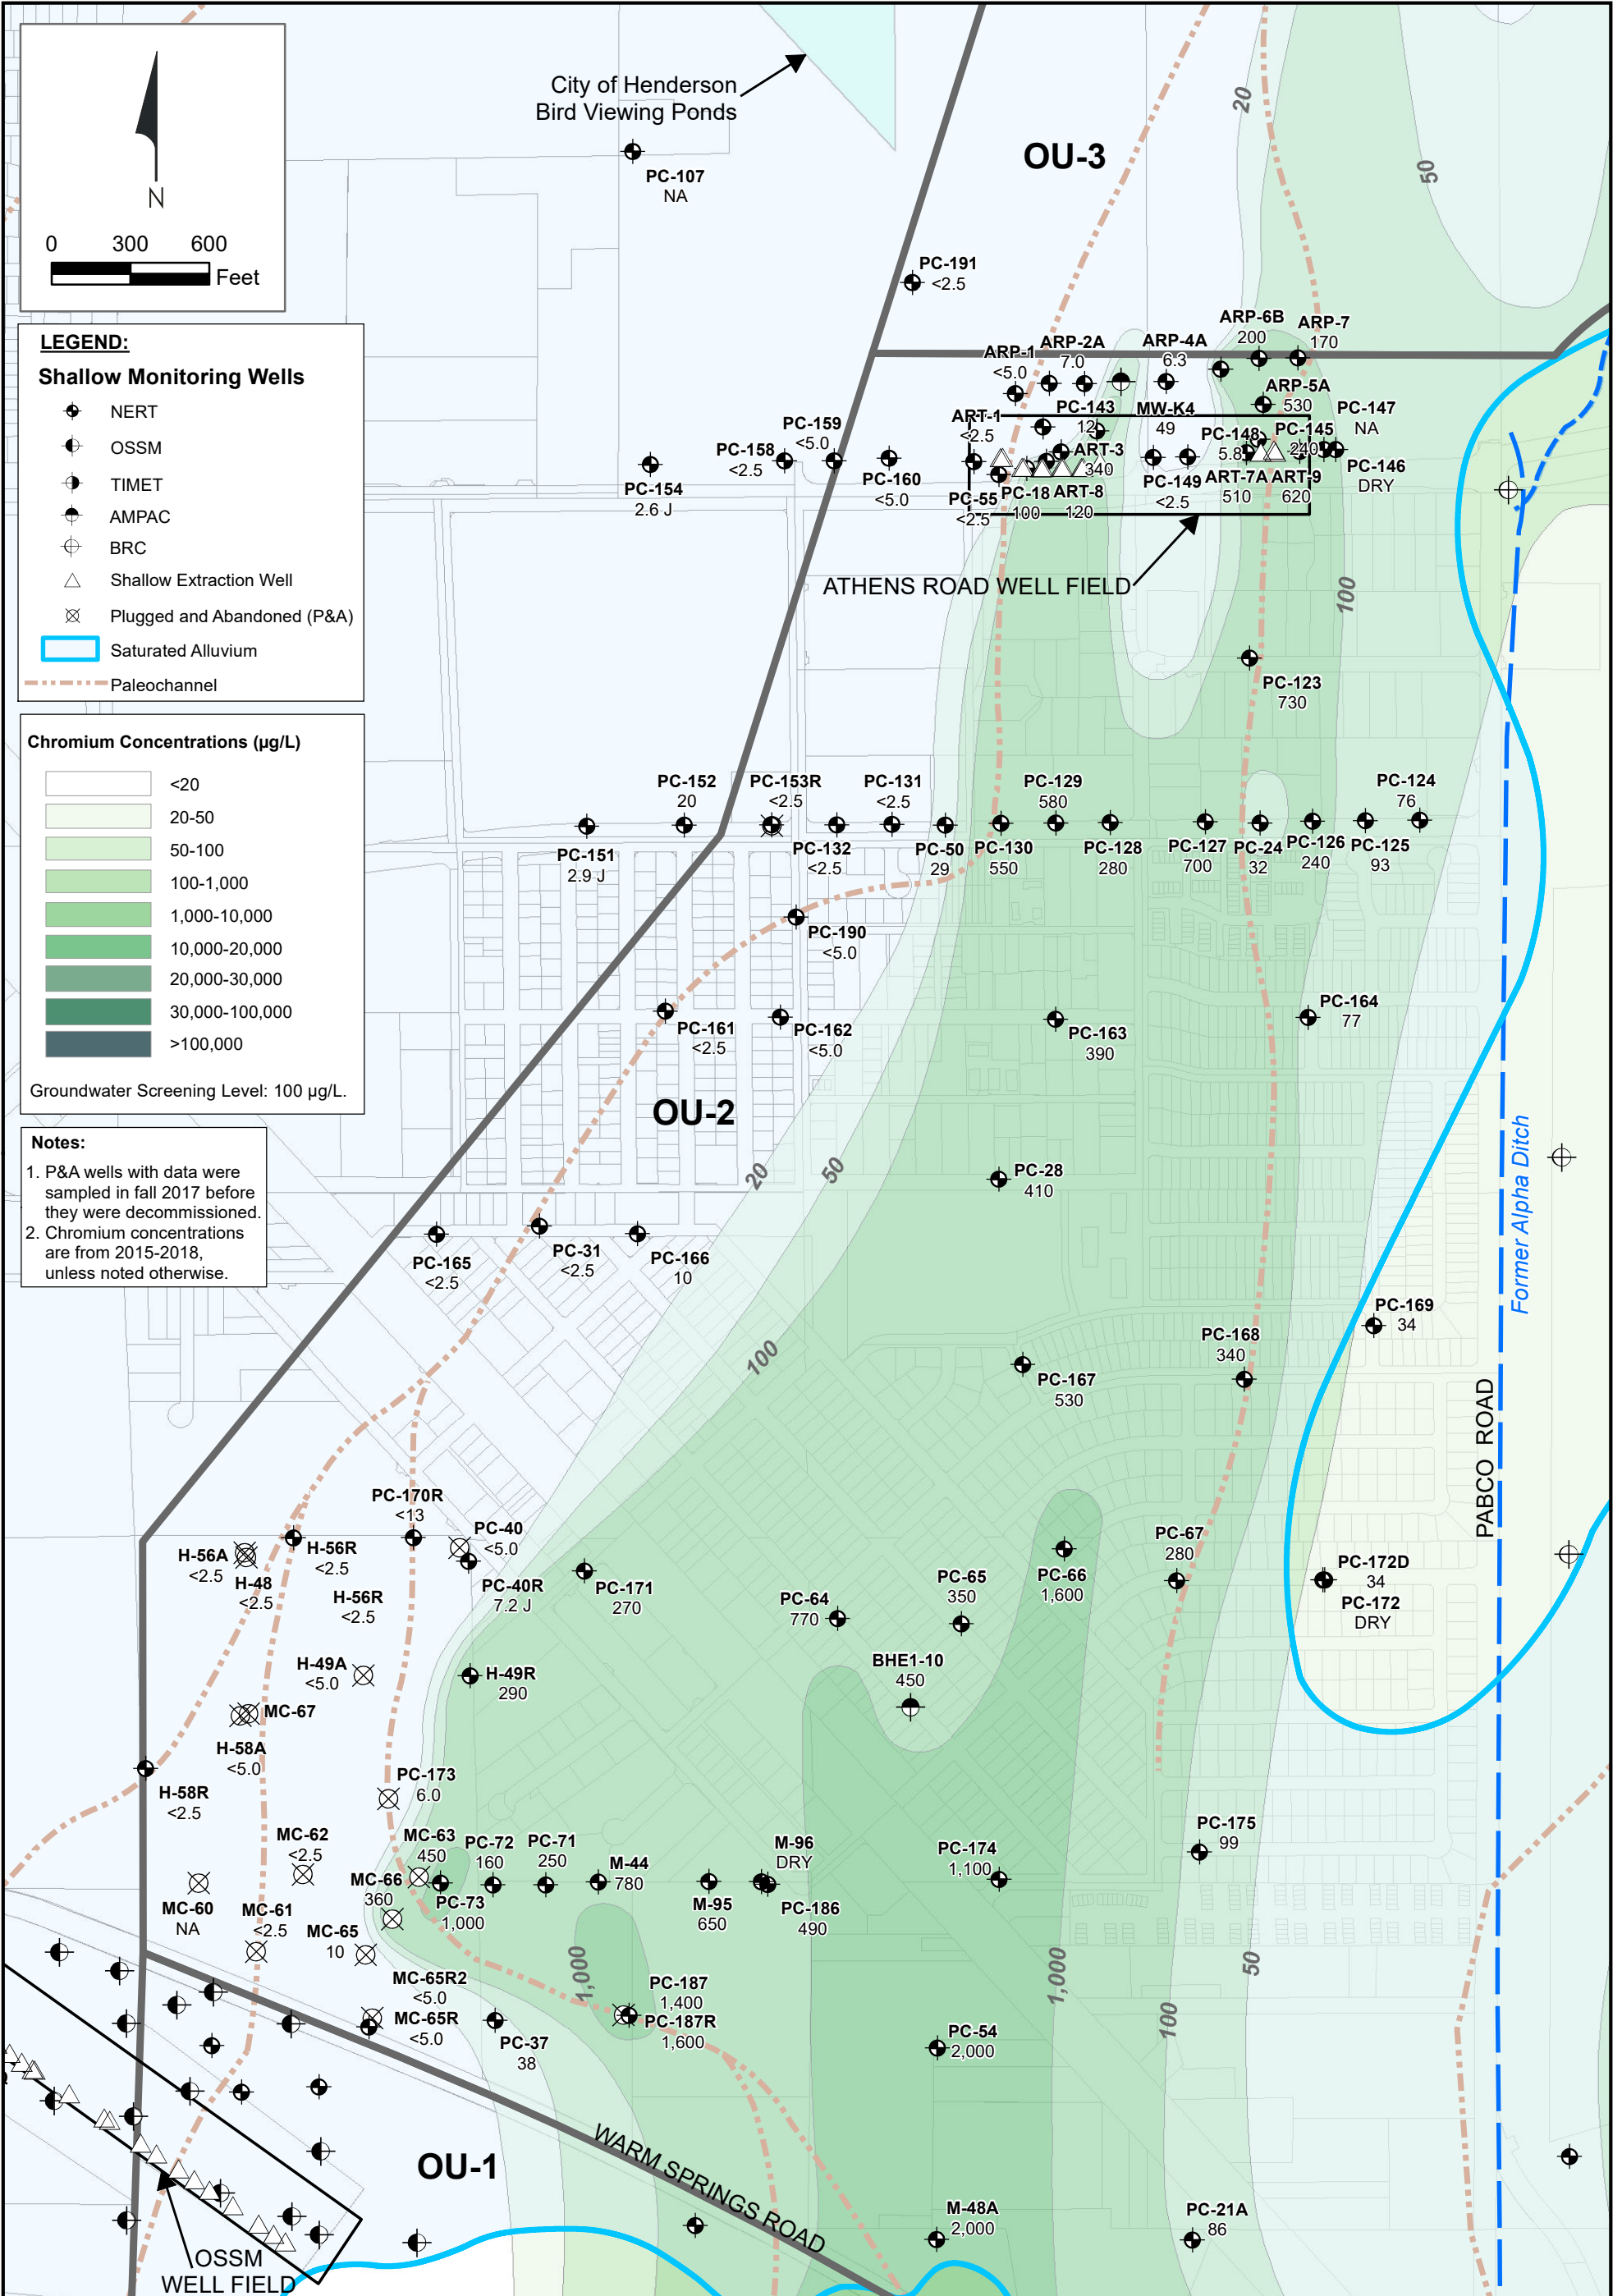 City of Henderson
Bird Viewing Ponds
N
0 300 600
Feet
LEGEND:
Shallow Monitoring Wells
NERT
OSSM
TIMET
AMPAC
BRC
Shallow Extraction Well
Plugged and Abandoned (P&A)
Saturated Alluvium
Paleochannel
Chromium Concentrations (µg/L)
<20
20-50
50-100
100-1,000
1,000-10,000
10,000-20,000
20,000-30,000
30,000-100,000
>100,000
Groundwater Screening Level: 100 µg/L.
Notes:
1. P&A wells with data were
sampled in fall 2017 before
they were decommissioned.
2. Chromium concentrations
are from 2015-2018,
unless noted otherwise.
OU-3
20
50
PC-107
NA
PC-191
<2.5
ARP-6B
200
ARP-7
170
ARP-1
<5.0
ARP-2A
7.0
ARP-4A
6.3
ARP-5A
530
PC-147
NA
ART-1
<2.5
PC-143
12
MW-K4
49
PC-148
5.8
PC-145
240
PC-159
<5.0
PC-158
<2.5
ART-3
340
PC-146
DRY
PC-154
2.6 J
PC-160
<5.0
PC-55
<2.5
PC-18
100
ART-8
120
PC-149
<2.5
ART-7A
510
ART-9
620
ATHENS ROAD WELL FIELD
100
PC-123
730
PC-152
20
PC-153R
<2.5
PC-131
<2.5
PC-129
580
PC-124
76
PC-151
2.9 J
PC-132
<2.5
PC-50
29
PC-130
550
PC-128
280
PC-127
700
PC-24
32
PC-126
240
PC-125
93
PC-190
<5.0
PC-161
<2.5
PC-162
<5.0
PC-163
390
PC-164
77
OU-2
20
50
PC-28
410
Former Alpha Ditch
PC-165
<2.5
PC-31
<2.5
PC-166
10
100
PC-169
34
PC-168
340
PC-167
530
PABCO ROAD
PC-170R
<13
PC-40
<5.0
H-56A
<2.5
H-48
<2.5
H-56R
<2.5
H-56R
<2.5
PC-40R
7.2 J
PC-171
270
PC-64
770
PC-65
350
PC-66
1,600
PC-67
280
PC-172D
34
PC-172
DRY
H-49A
<5.0
H-49R
290
BHE1-10
450
MC-67
H-58A
<5.0
H-58R
<2.5
PC-173
6.0
MC-62
<2.5
MC-63
450
PC-72
160
PC-71
250
M-44
780
M-96
DRY
PC-174
1,100
PC-175
99
MC-60
NA
MC-61
<2.5
MC-66
360
PC-73
1,000
MC-65
10
M-95
650
PC-186
490
1,000
1,000
50
100
MC-65R2
<5.0
MC-65R
<5.0
PC-37
38
PC-187
1,400
PC-187R
1,600
PC-54
2,000
OU-1
WARM SPRINGS ROAD
M-48A
2,000
PC-21A
86
OSSM
WELL FIELD